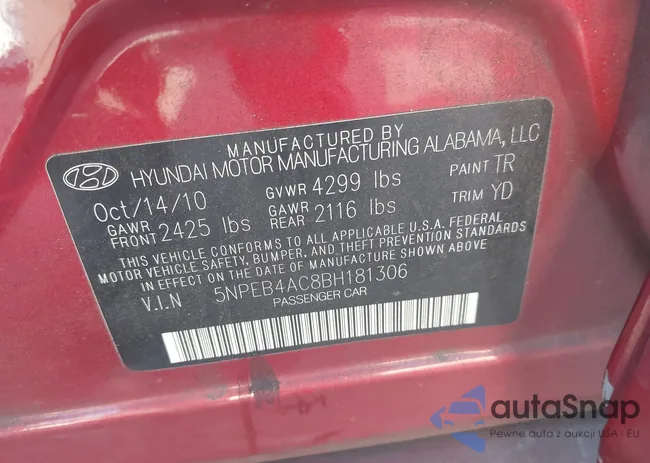 MANUFACTURED BY
HYUNDAI MOTOR MANUFACTURING ALABAMA, LLC
Oct/14/10 GVWR 4299 lbs PAINT TR
GAWR FRONT 2425 lbs GAWR REAR 2116 lbs TRIM YD
THIS VEHICLE CONFORMS TO ALL APPLICABLE U.S.A. FEDERAL
MOTOR VEHICLE SAFETY, BUMPER, AND THEFT PREVENTION STANDARDS
IN EFFECT ON THE DATE OF MANUFACTURE SHOWN ABOVE
V.I.N 5NPEB4AC8BH181306
PASSENGER CAR
autaSnap
Pewne auta z aukcji USA - EU